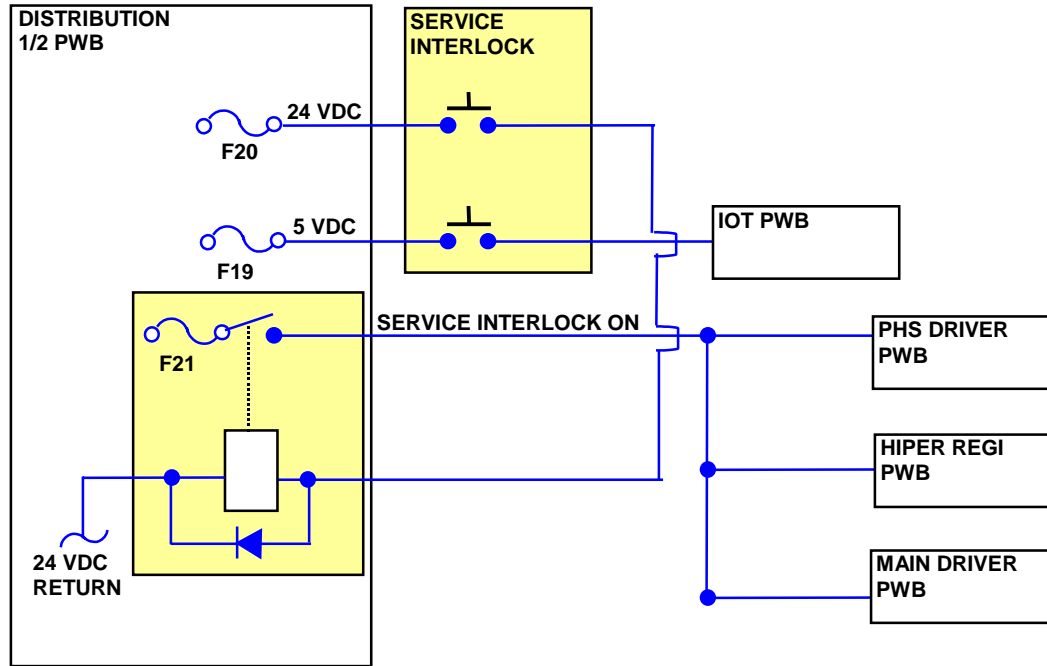 DISTRIBUTION
1/2 PWB
SERVICE
INTERLOCK
24 VDC
F20
5 VDC
F19
IOT PWB
SERVICE INTERLOCK ON
F21
PHS DRIVER
PWB
HIPER REGI
PWB
24 VDC
RETURN
MAIN DRIVER
PWB